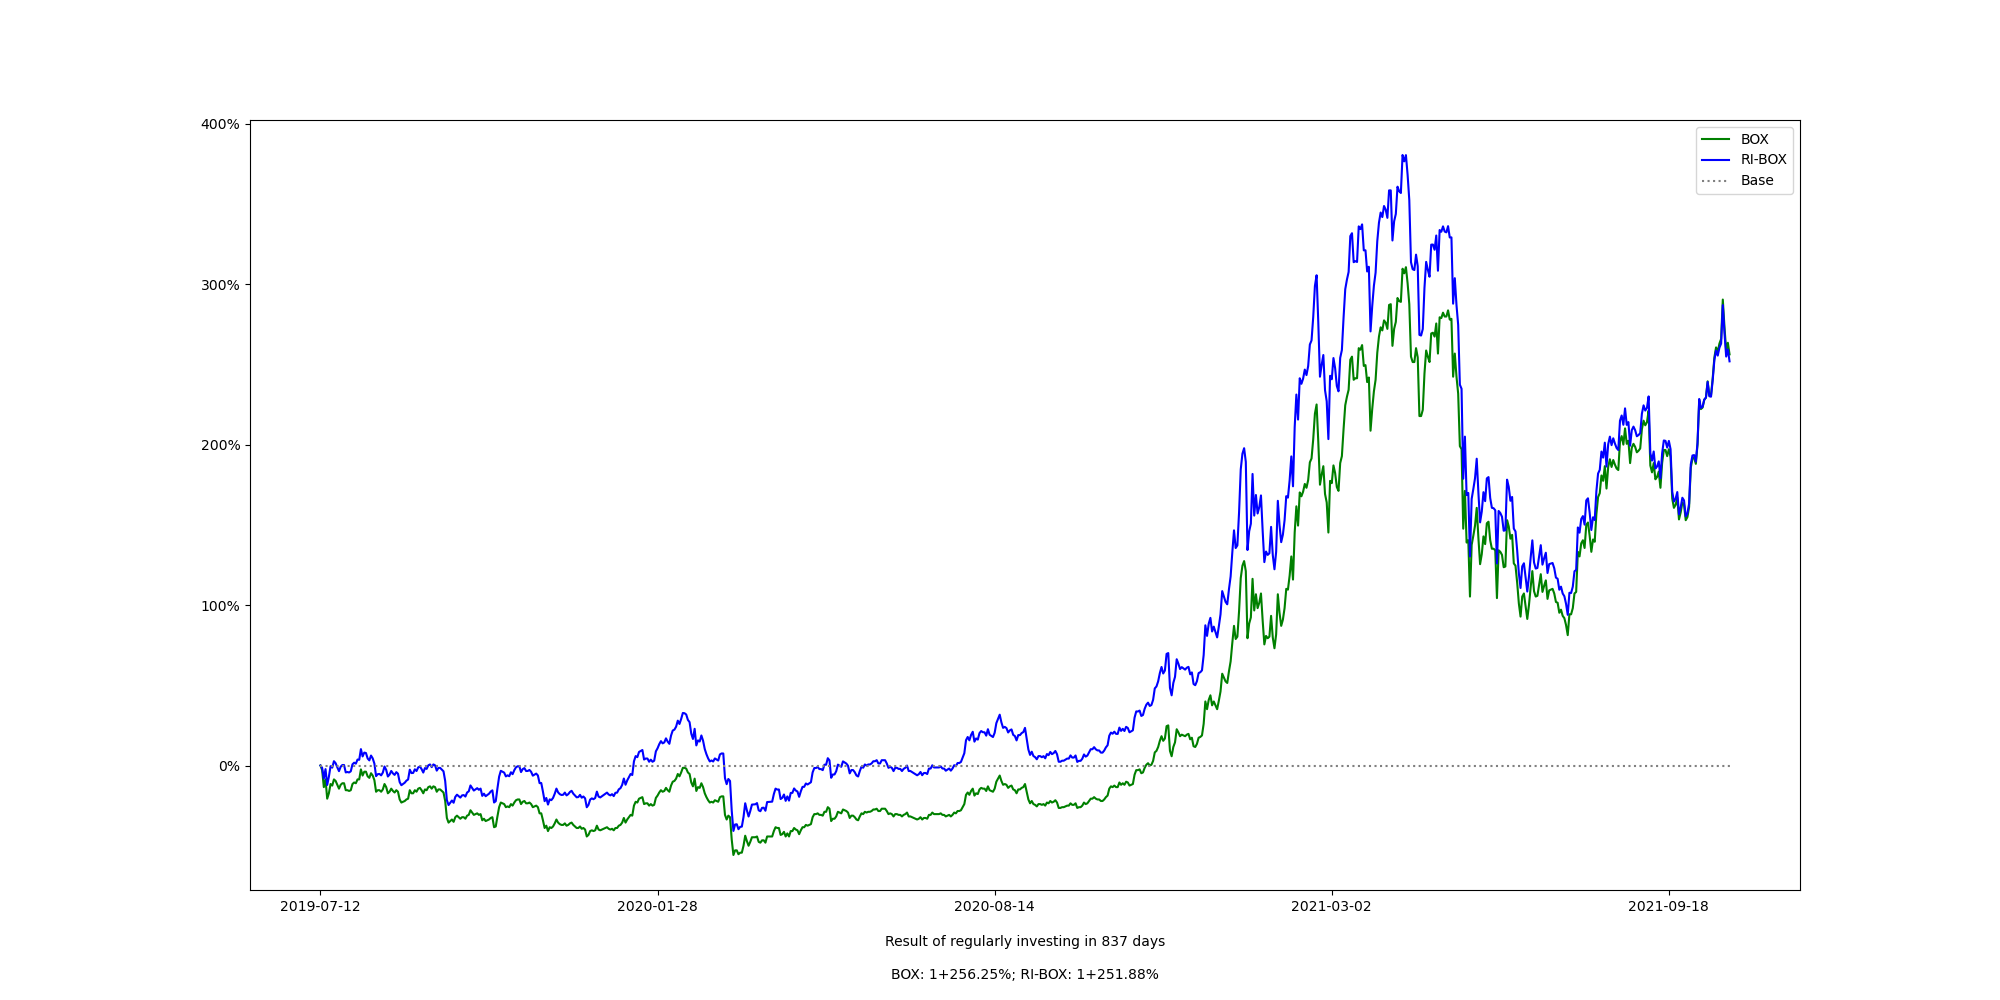 400%
300%
200%
100%
0%
BOX
RI-BOX
Base
2019-07-12
2020-01-28
2020-08-14
2021-03-02
2021-09-18
Result of regularly investing in 837 days
BOX: 1+256.25%; RI-BOX: 1+251.88%